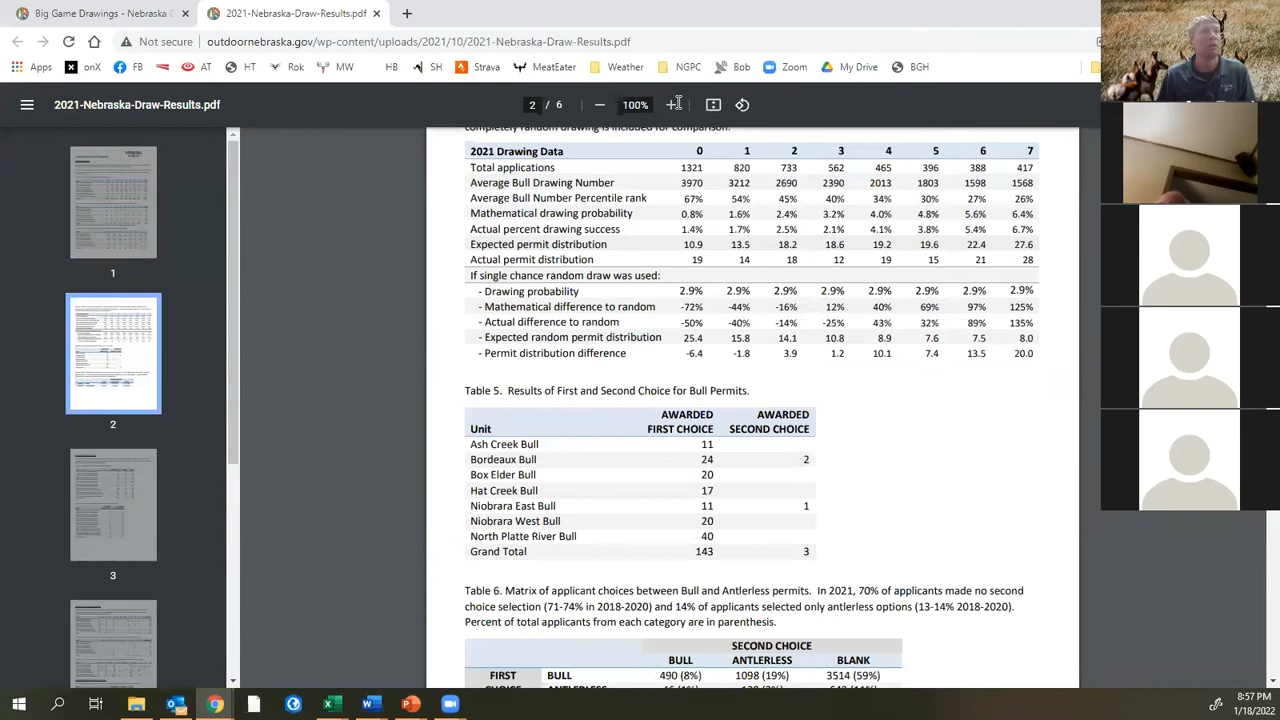 Big Game Drawings - Nebraska G
2021-Nebraska-Draw-Results.pdf
Not secure
outdoornebraska.gov/wp-content/uploads/2021/10/2021-Nebraska-Draw-Results.pdf
Apps onX FB AT HT Rok MW HB SH Strava MeatEater Weather NGPC Bob Zoom My Drive BGH
2021-Nebraska-Draw-Results.pdf 2 / 6 100%
completely random drawing is included for comparison.
2021 Drawing Data 0 1 2 3 4 5 6 7
Total applications 1321 820 733 562 465 396 388 417
Average Bull Drawing Number 3970 3212 2690 2390 2013 1803 1598 1568
Average Bull Number Percentile rank 67% 54% 45% 40% 34% 30% 27% 26%
Mathematical drawing probability 0.8% 1.6% 2.4% 3.2% 4.0% 4.8% 5.6% 6.4%
Actual percent drawing success 1.4% 1.7% 2.5% 2.1% 4.1% 3.8% 5.4% 6.7%
Expected permit distribution 10.9 13.5 18.2 18.6 19.2 19.6 22.4 27.6
Actual permit distribution 19 14 18 12 19 15 21 28
If single chance random draw was used:
- Drawing probability 2.9% 2.9% 2.9% 2.9% 2.9% 2.9% 2.9% 2.9%
- Mathematical difference to random -72% -44% -16% 12% 40% 69% 97% 125%
- Actual difference to random -50% -40% -14% -25% 43% 32% 89% 135%
- Expected random permit distribution 25.4 15.8 14.1 10.8 8.9 7.6 7.5 8.0
- Permit distribution difference -6.4 -1.8 3.9 1.2 10.1 7.4 13.5 20.0
Table 5. Results of First and Second Choice for Bull Permits.
AWARDED AWARDED
Unit FIRST CHOICE SECOND CHOICE
Ash Creek Bull 11
Bordeaux Bull 24 2
Box Elder Bull 20
Hat Creek Bull 17
Niobrara East Bull 11 1
Niobrara West Bull 20
North Platte River Bull 40
Grand Total 143 3
Table 6. Matrix of applicant choices between Bull and Antlerless permits. In 2021, 70% of applicants made no second
choice selection (71-74% in 2018-2020) and 14% of applicants selected only antlerless options (13-14% 2018-2020).
Percent of total applicants from each category are in parenthesis.
SECOND CHOICE
BULL ANTLERLESS BLANK
FIRST BULL 490 (8%) 1098 (19%) 3514 (59%)
1
2
3
8:57 PM
1/18/2022